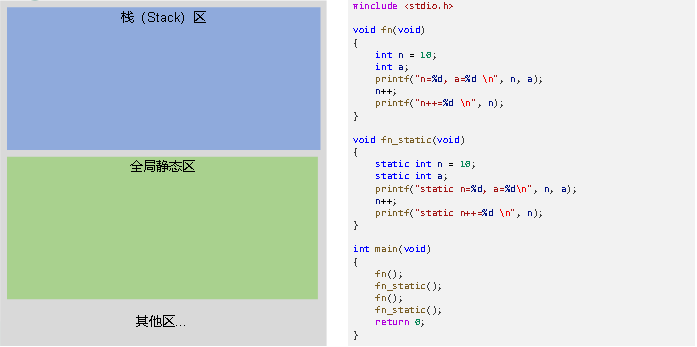 栈（Stack）区
全局静态区
其他区...
#include <stdio.h>
void fn(void)
{
    int n = 10;
    int a;
    printf("n=%d, a=%d \n", n, a);
    n++;
    printf("n++=%d \n", n);
}
void fn_static(void)
{
    static int n = 10;
    static int a;
    printf("static n=%d, a=%d\n", n, a);
    n++;
    printf("static n++=%d \n", n);
}
int main(void)
{
    fn();
    fn_static();
    fn();
    fn_static();
    return 0;
}